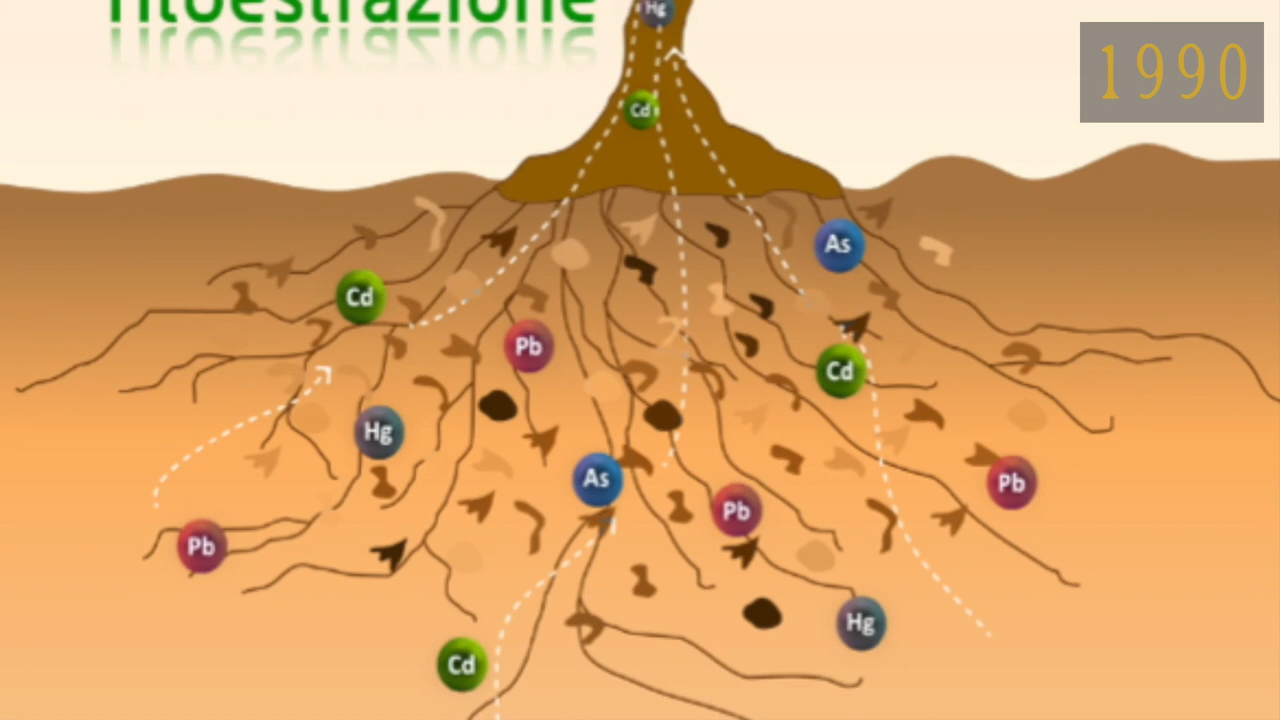 fitoestrazione
1990
Hg
Cd
As
Cd
Pb
Cd
Hg
As
Pb
Pb
Pb
Hg
Cd